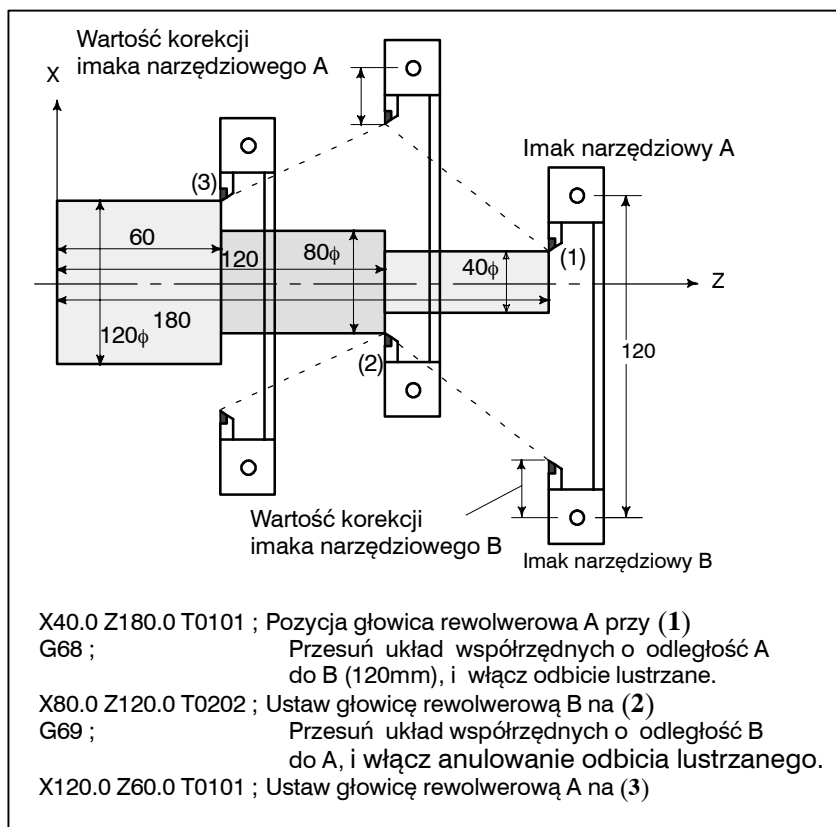 Wartość korekcji
imaka narzędziowego A
X
Imak narzędziowy A
(3)
(1)
60
120
80ϕ
40ϕ
Z
180
120ϕ
(2)
120
Wartość korekcji
imaka narzędziowego B
Imak narzędziowy B
X40.0 Z180.0 T0101 ; Pozycja głowica rewolwerowa A przy (1)
G68 ; Przesuń układ współrzędnych o odległość A
do B (120mm), i włącz odbicie lustrzane.
X80.0 Z120.0 T0202 ; Ustaw głowicę rewolwerową B na (2)
G69 ; Przesuń układ współrzędnych o odległość B
do A, i włącz anulowanie odbicia lustrzanego.
X120.0 Z60.0 T0101 ; Ustaw głowicę rewolwerową A na (3)